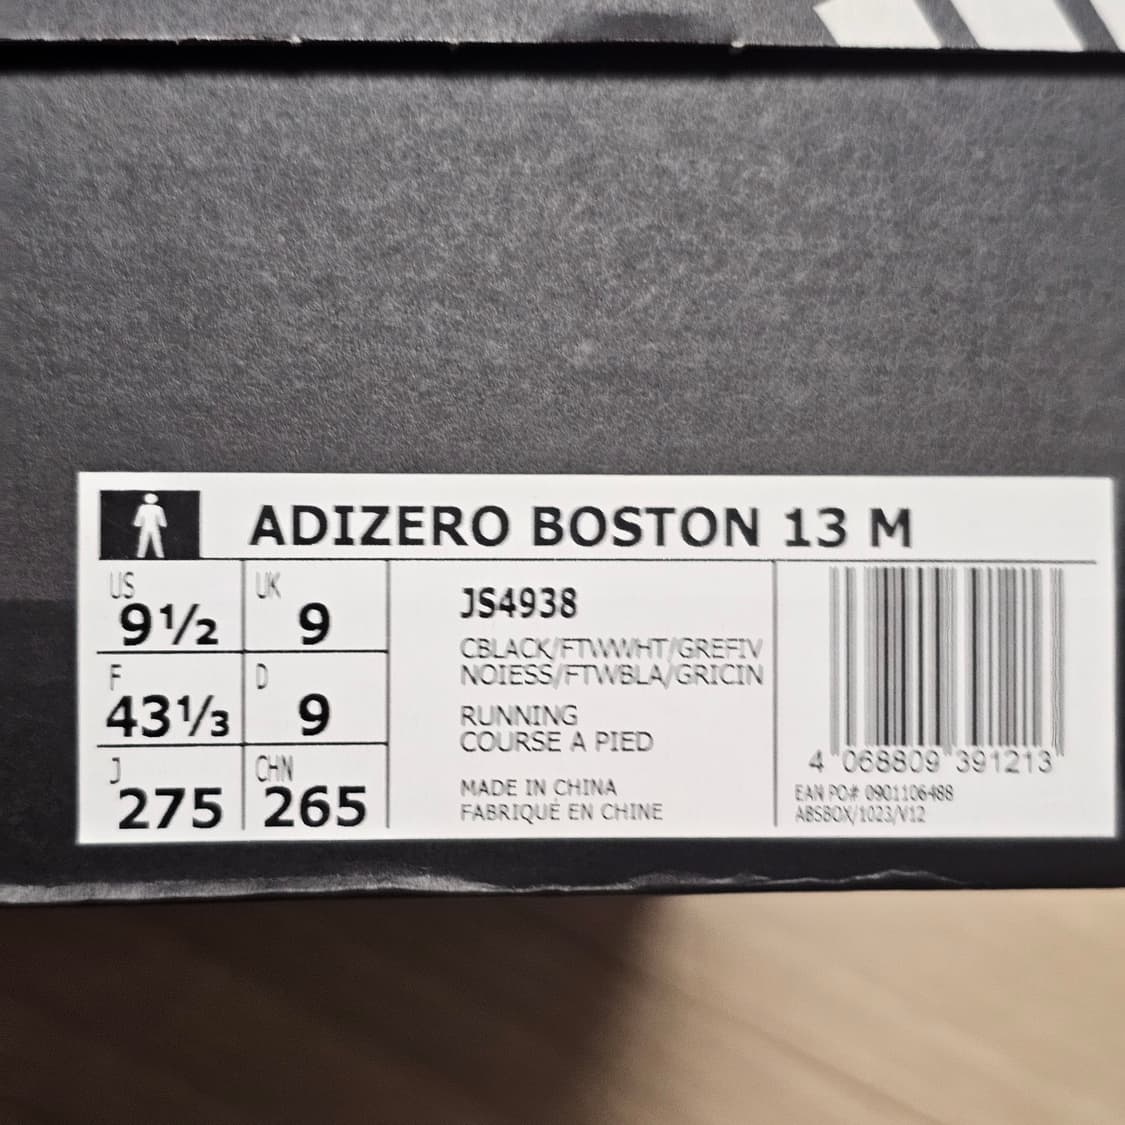 ADIZERO BOSTON 13 M
US
9½
UK
9
F
43⅓
D
9
J
275
CHN
265
JS4938
CBLACK/FTWWHT/GREFIV
NOIESS/FTWBLA/GRICIN
RUNNING
COURSE A PIED
MADE IN CHINA
FABRIQUÉ EN CHINE
4 068809 391213
EAN PO# 0901106488
ABSBOX/1023/V12